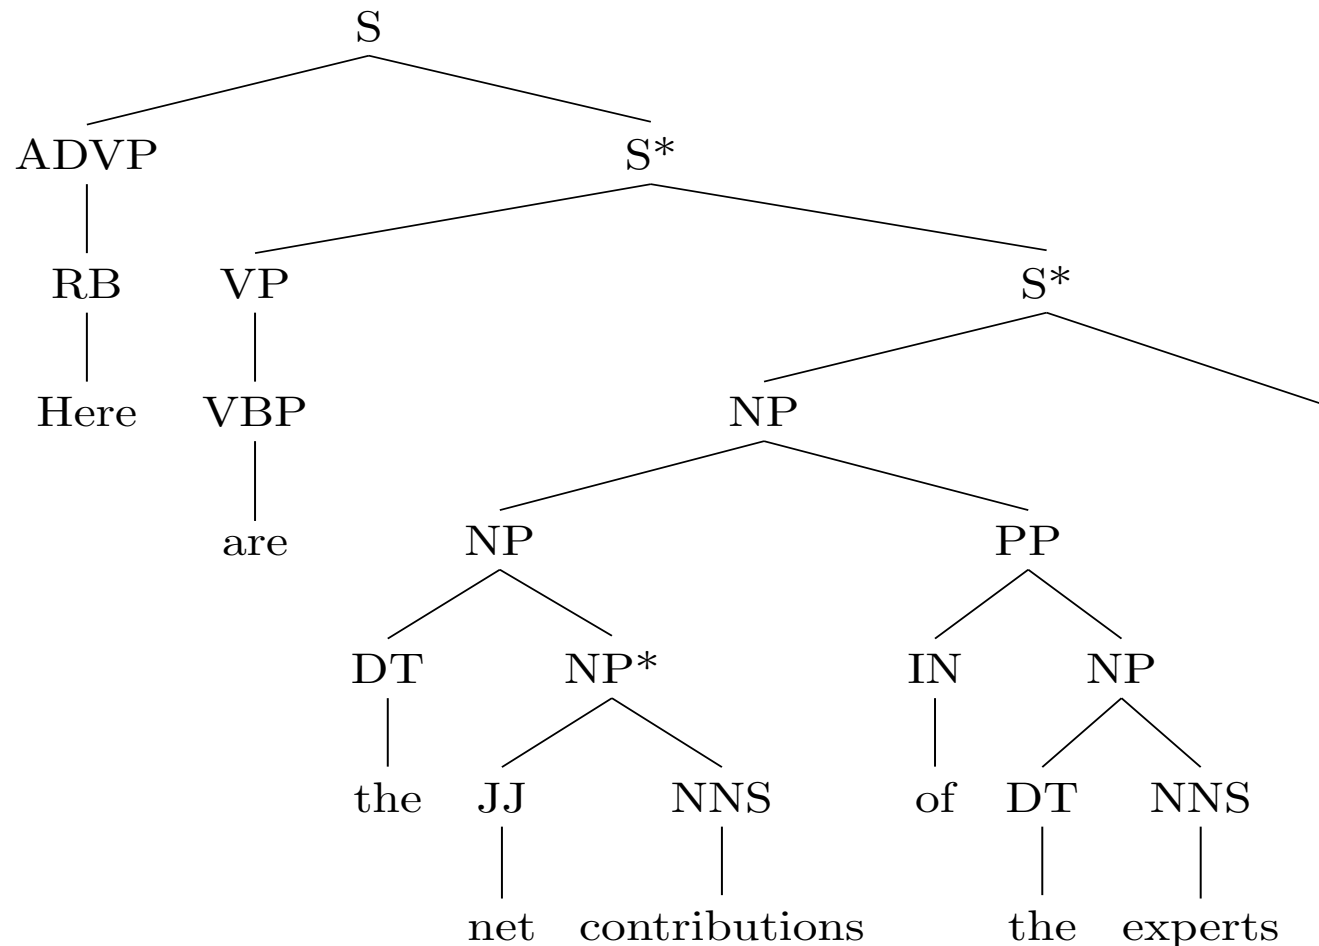 S
ADVP S*
RB VP S*
Here VBP NP
are NP PP
DT NP* IN NP
the JJ NNS of DT NNS
net contributions the experts